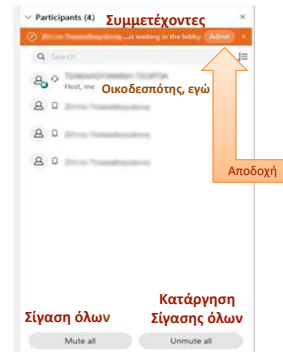 Participants (4) Συμμετέχοντες
...is waiting in the lobby. Admit
Search
Host, me Οικοδεσπότης, εγώ
Αποδοχή
Σίγαση όλων
Κατάργηση
Σίγασης όλων
Mute all
Unmute all